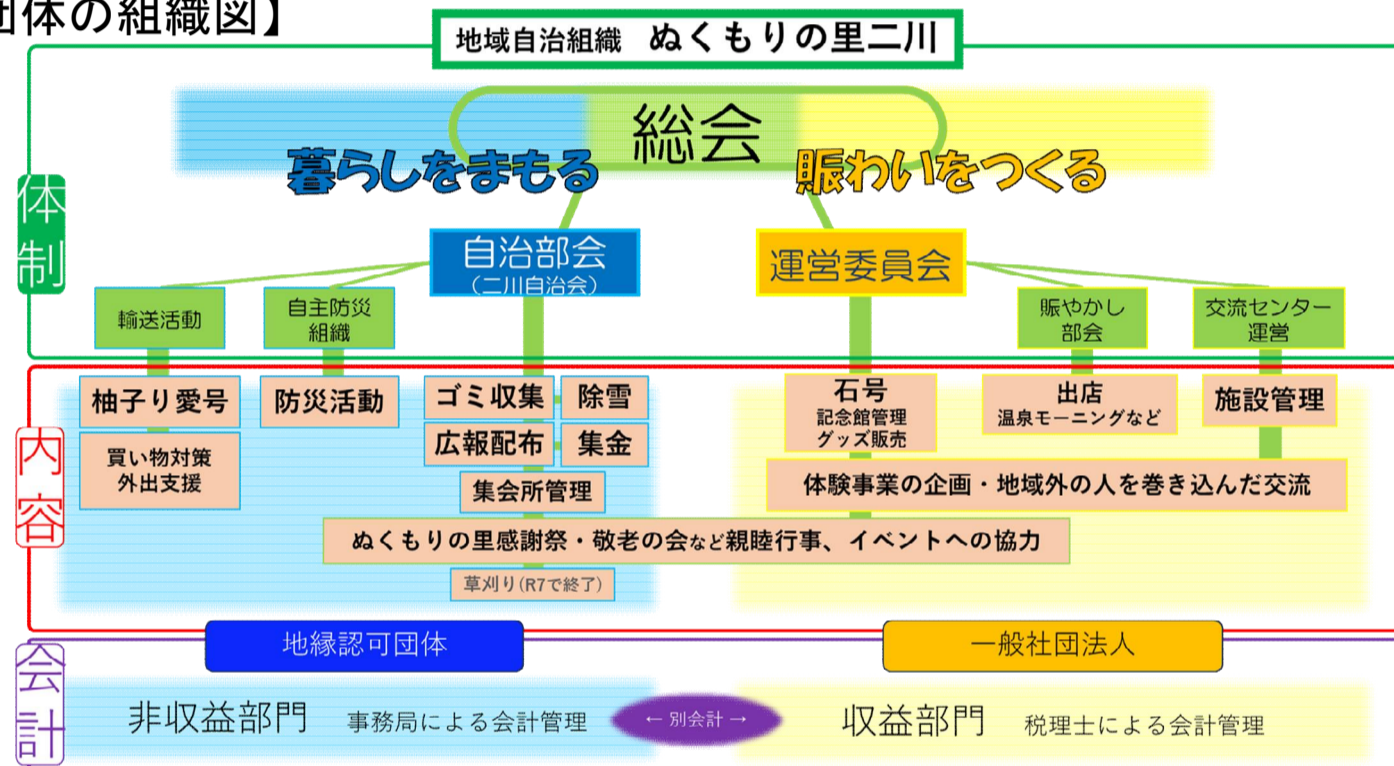 団体の組織図】
地域自治組織 ぬくもりの里二川
総会
暮らしをまもる
賑わいをつくる
体制
自治部会
(二川自治会)
運営委員会
輸送活動
自主防災
組織
賑やかし
部会
交流センター
運営
内容
柚子り愛号
買い物対策
外出支援
防災活動
ゴミ収集
除雪
広報配布
集金
集会所管理
石号
記念館管理
グッズ販売
出店
温泉モーニングなど
施設管理
体験事業の企画・地域外の人を巻き込んだ交流
ぬくもりの里感謝祭・敬老の会など親睦行事、イベントへの協力
草刈り(R7で終了)
会計
地縁認可団体
一般社団法人
非収益部門 事務局による会計管理
← 別会計 →
収益部門 税理士による会計管理